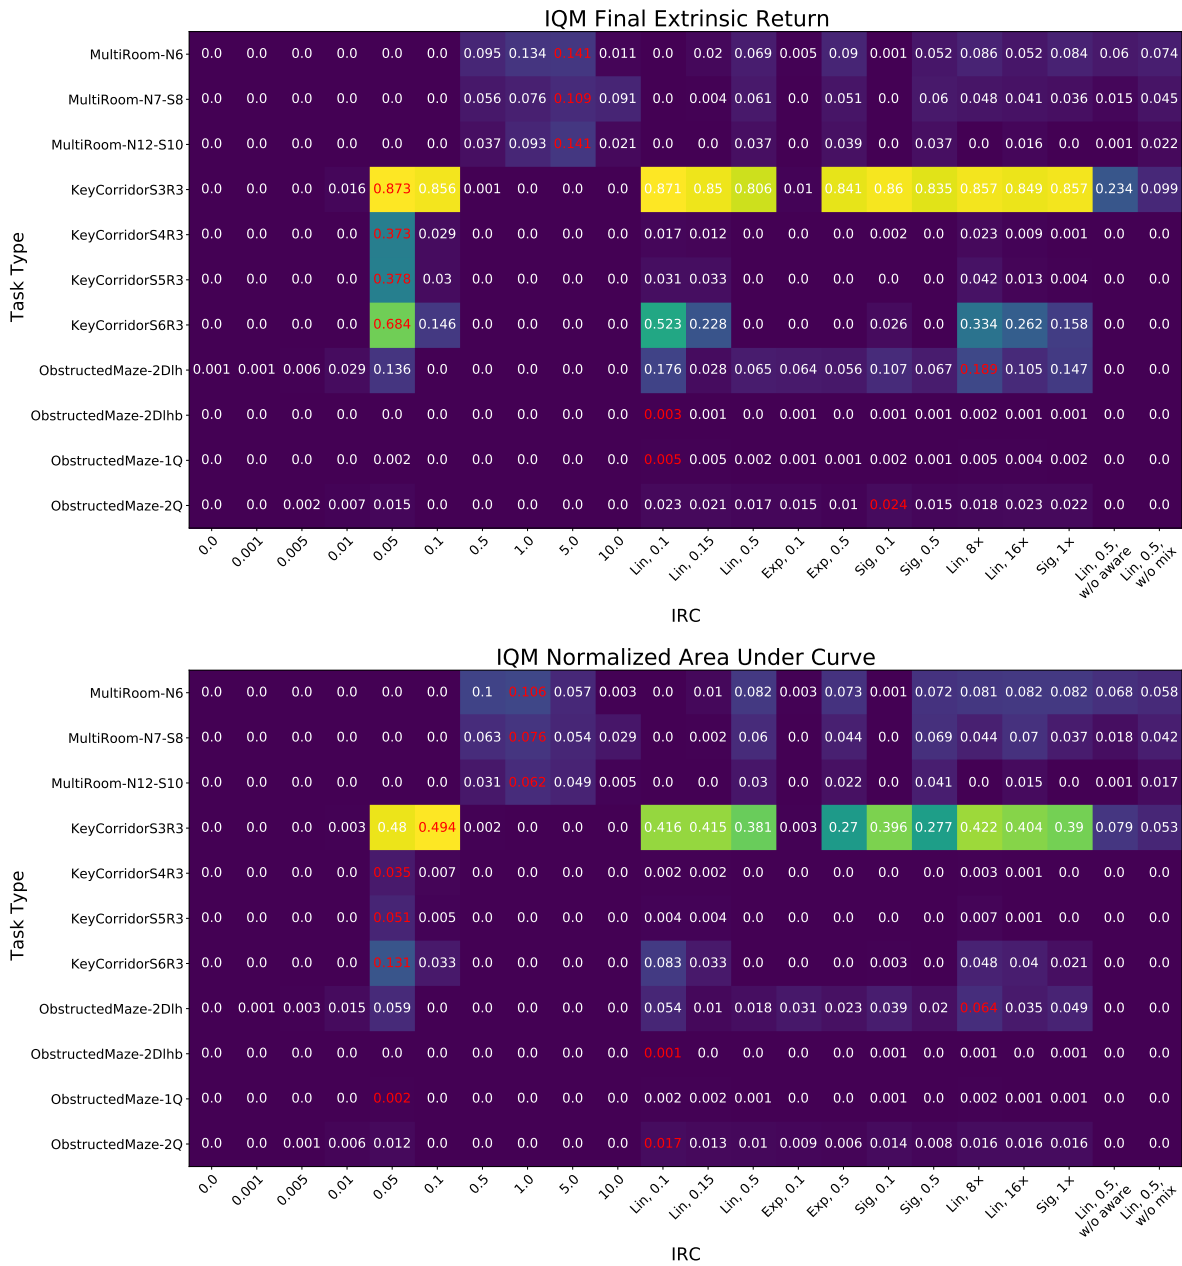 IQM Final Extrinsic Return
Task Type
MultiRoom-N6 0.0 0.0 0.0 0.0 0.0 0.0 0.095 0.134 0.141 0.011 0.0 0.02 0.069 0.005 0.09 0.001 0.052 0.086 0.052 0.084 0.06 0.074
MultiRoom-N7-S8 0.0 0.0 0.0 0.0 0.0 0.0 0.056 0.076 0.109 0.091 0.0 0.004 0.061 0.0 0.051 0.0 0.06 0.048 0.041 0.036 0.015 0.045
MultiRoom-N12-S10 0.0 0.0 0.0 0.0 0.0 0.0 0.037 0.093 0.141 0.021 0.0 0.0 0.037 0.0 0.039 0.0 0.037 0.0 0.016 0.0 0.001 0.022
KeyCorridorS3R3 0.0 0.0 0.0 0.016 0.873 0.856 0.001 0.0 0.0 0.0 0.871 0.85 0.806 0.01 0.841 0.86 0.835 0.857 0.849 0.857 0.234 0.099
KeyCorridorS4R3 0.0 0.0 0.0 0.0 0.373 0.029 0.0 0.0 0.0 0.0 0.017 0.012 0.0 0.0 0.0 0.002 0.0 0.023 0.009 0.001 0.0 0.0
KeyCorridorS5R3 0.0 0.0 0.0 0.0 0.378 0.03 0.0 0.0 0.0 0.0 0.031 0.033 0.0 0.0 0.0 0.0 0.0 0.042 0.013 0.004 0.0 0.0
KeyCorridorS6R3 0.0 0.0 0.0 0.0 0.684 0.146 0.0 0.0 0.0 0.0 0.523 0.228 0.0 0.0 0.0 0.026 0.0 0.334 0.262 0.158 0.0 0.0
ObstructedMaze-2Dlh 0.001 0.001 0.006 0.029 0.136 0.0 0.0 0.0 0.0 0.0 0.176 0.028 0.065 0.064 0.056 0.107 0.067 0.105 0.147 0.0 0.0
ObstructedMaze-2Dlhb 0.0 0.0 0.0 0.0 0.0 0.0 0.0 0.0 0.0 0.0 0.003 0.001 0.0 0.001 0.0 0.001 0.001 0.002 0.001 0.001 0.0 0.0
ObstructedMaze-1Q 0.0 0.0 0.0 0.0 0.002 0.0 0.0 0.0 0.0 0.0 0.005 0.005 0.002 0.001 0.001 0.002 0.001 0.005 0.004 0.002 0.0 0.0
ObstructedMaze-2Q 0.0 0.0 0.002 0.007 0.015 0.0 0.0 0.0 0.0 0.0 0.023 0.021 0.017 0.015 0.01 0.024 0.015 0.018 0.023 0.022 0.0 0.0
0.0 0.001 0.005 0.01 0.05 0.1 0.5 1.0 5.0 10.0 Lin, 0.1 Lin, 0.15 Lin, 0.5 Exp, 0.1 Exp, 0.5 Sig, 0.1 Sig, 0.5 Lin, 8× Lin, 16× Sig, 1× Lin, 0.5, w/o aware Lin, 0.5, w/o mix
IRC
IQM Normalized Area Under Curve
Task Type
MultiRoom-N6 0.0 0.0 0.0 0.0 0.0 0.0 0.1 0.106 0.057 0.003 0.0 0.01 0.082 0.003 0.073 0.001 0.072 0.081 0.082 0.082 0.068 0.058
MultiRoom-N7-S8 0.0 0.0 0.0 0.0 0.0 0.0 0.063 0.076 0.054 0.029 0.0 0.002 0.06 0.0 0.044 0.0 0.069 0.044 0.07 0.037 0.018 0.042
MultiRoom-N12-S10 0.0 0.0 0.0 0.0 0.0 0.0 0.031 0.062 0.049 0.005 0.0 0.0 0.03 0.0 0.022 0.0 0.041 0.0 0.015 0.0 0.001 0.017
KeyCorridorS3R3 0.0 0.0 0.0 0.003 0.48 0.494 0.002 0.0 0.0 0.0 0.416 0.415 0.381 0.003 0.27 0.396 0.277 0.422 0.404 0.39 0.079 0.053
KeyCorridorS4R3 0.0 0.0 0.0 0.0 0.035 0.007 0.0 0.0 0.0 0.0 0.002 0.002 0.0 0.0 0.0 0.0 0.0 0.003 0.001 0.0 0.0 0.0
KeyCorridorS5R3 0.0 0.0 0.0 0.0 0.051 0.005 0.0 0.0 0.0 0.0 0.004 0.004 0.0 0.0 0.0 0.0 0.0 0.007 0.001 0.0 0.0 0.0
KeyCorridorS6R3 0.0 0.0 0.0 0.0 0.131 0.033 0.0 0.0 0.0 0.0 0.083 0.033 0.0 0.0 0.0 0.003 0.0 0.048 0.04 0.021 0.0 0.0
ObstructedMaze-2Dlh 0.0 0.001 0.003 0.015 0.059 0.0 0.0 0.0 0.0 0.0 0.054 0.01 0.018 0.031 0.023 0.039 0.02 0.064 0.035 0.049 0.0 0.0
ObstructedMaze-2Dlhb 0.0 0.0 0.0 0.0 0.0 0.0 0.0 0.0 0.0 0.0 0.001 0.0 0.0 0.0 0.0 0.001 0.0 0.001 0.0 0.001 0.0 0.0
ObstructedMaze-1Q 0.0 0.0 0.0 0.0 0.002 0.0 0.0 0.0 0.0 0.0 0.002 0.002 0.001 0.0 0.0 0.001 0.0 0.002 0.001 0.001 0.0 0.0
ObstructedMaze-2Q 0.0 0.0 0.001 0.006 0.012 0.0 0.0 0.0 0.0 0.0 0.017 0.013 0.01 0.009 0.006 0.014 0.008 0.016 0.016 0.016 0.0 0.0
0.0 0.001 0.005 0.01 0.05 0.1 0.5 1.0 5.0 10.0 Lin, 0.1 Lin, 0.15 Lin, 0.5 Exp, 0.1 Exp, 0.5 Sig, 0.1 Sig, 0.5 Lin, 8× Lin, 16× Sig, 1× Lin, 0.5, w/o aware Lin, 0.5, w/o mix
IRC